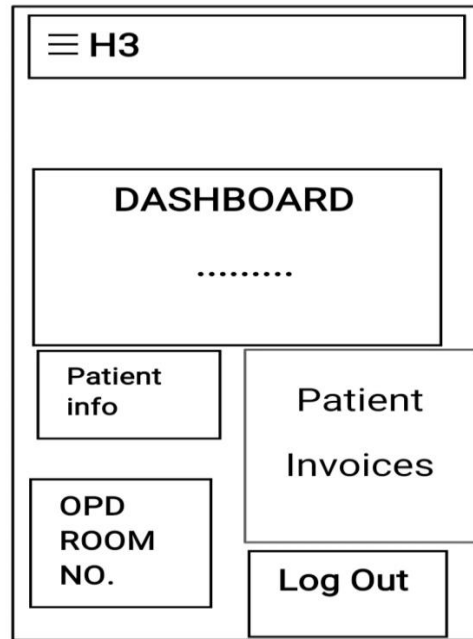 ☰ H3
DASHBOARD
.........
Patient
info
Patient
Invoices
OPD
ROOM
NO.
Log Out